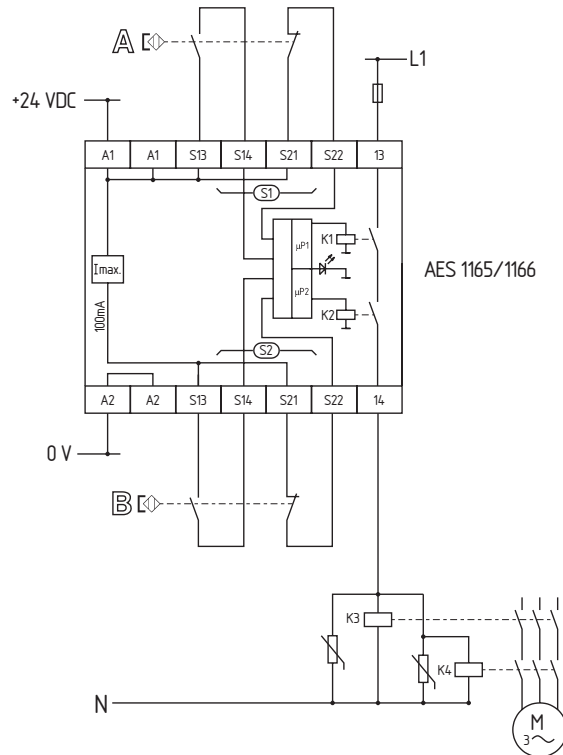 A
L1
+24 VDC
A1 A1 S13 S14 S21 S22 13
S1
µP1
K1
Imax.
AES 1165/1166
100mA
µP2
K2
S2
A2 A2 S13 S14 S21 S22 14
0 V
B
K3
K4
N
M
3